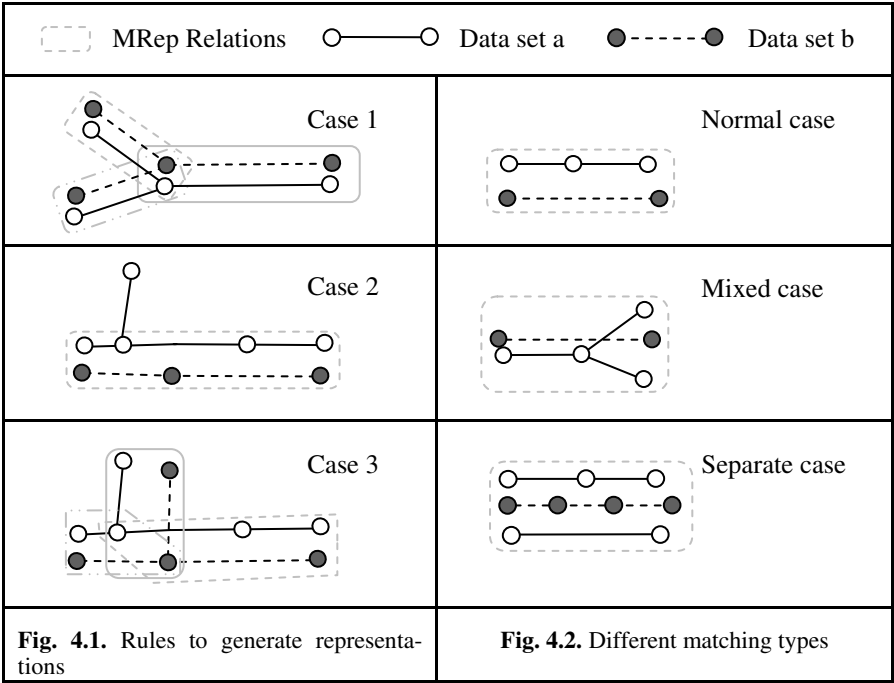 MRep Relations Data set a Data set b
Case 1
Normal case
Case 2
Mixed case
Case 3
Separate case
Fig. 4.1. Rules to generate representa-
tions
Fig. 4.2. Different matching types